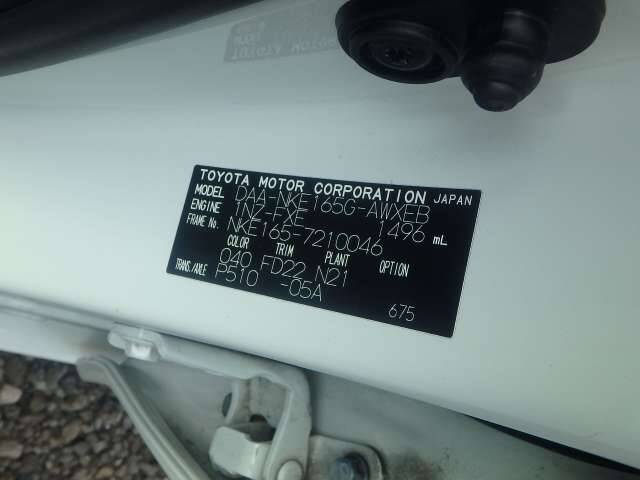 TOYOTA MOTOR CORPORATION JAPAN
MODEL DAA-NKE165G-AWXEB
ENGINE 1NZ-FXE 1496 mL
FRAME No. NKE165-7210046
COLOR TRIM PLANT OPTION
040 FD22 N21
TRANS./AXLE P510 -05A
675